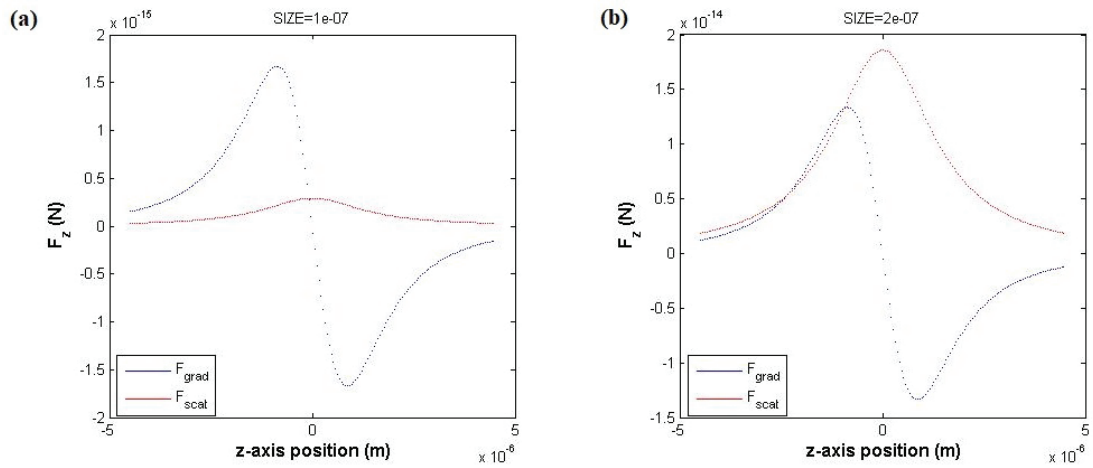 (a)
x 10^-15
SIZE=1e-07
2
1.5
1
0.5
0
-0.5
-1
-1.5
-2
F_z (N)
F_grad
F_scat
-5
0
5
z-axis position (m)
x 10^-6
(b)
x 10^-14
SIZE=2e-07
2
1.5
1
0.5
0
-0.5
-1
-1.5
F_z (N)
F_grad
F_scat
-5
0
5
z-axis position (m)
x 10^-6